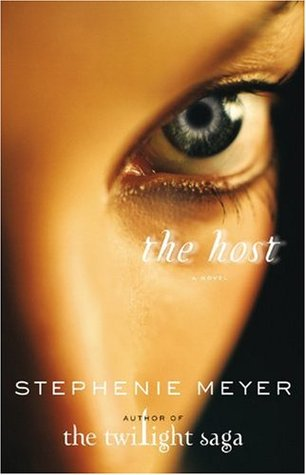 the host
A NOVEL
STEPHENIE MEYER
AUTHOR OF
the twilight saga